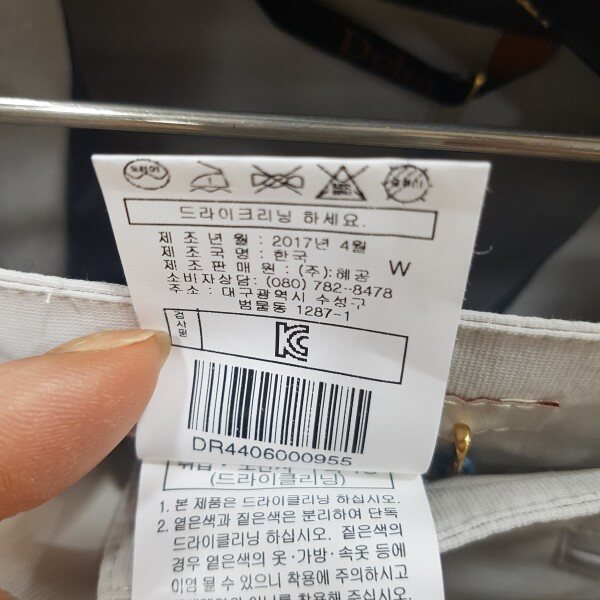 드라이크리닝 하세요.
제 조 년 월 : 2017년 4월
제 조 국 명 : 한국
제 조 판 매 원 : (주)혜공
W
소비자상담: (080) 782-8478
주소 : 대구광역시 수성구
범물동 1287-1
검사필
DR4406000955
(드라이클리닝)
1. 본 제품은 드라이클리닝 하십시오.
2. 옅은색과 짙은색은 분리하여 단독
드라이클리닝 하십시오. 짙은색의
경우 옅은색의 옷·가방·속옷 등에
이염 될 수 있으니 착용에 주의하시고